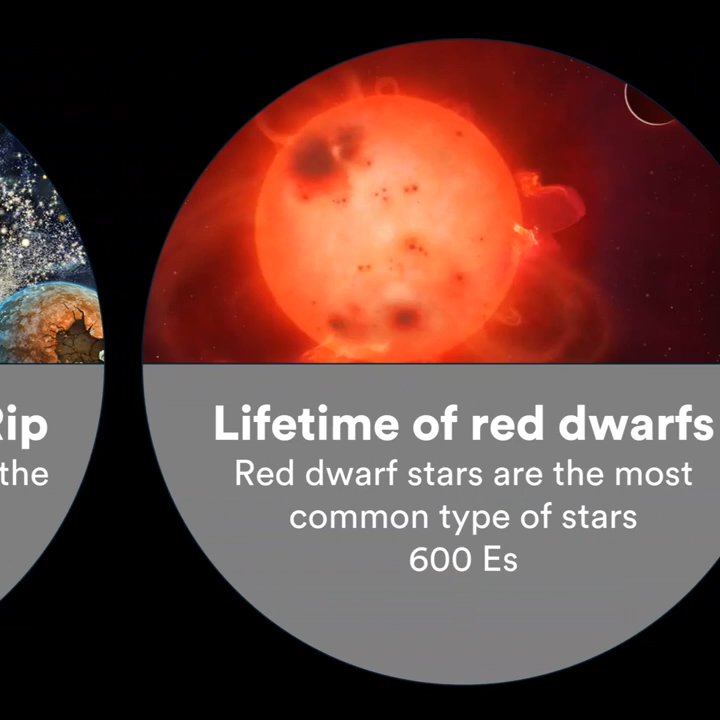 Rip
the
Lifetime of red dwarfs
Red dwarf stars are the most
common type of stars
600 Es